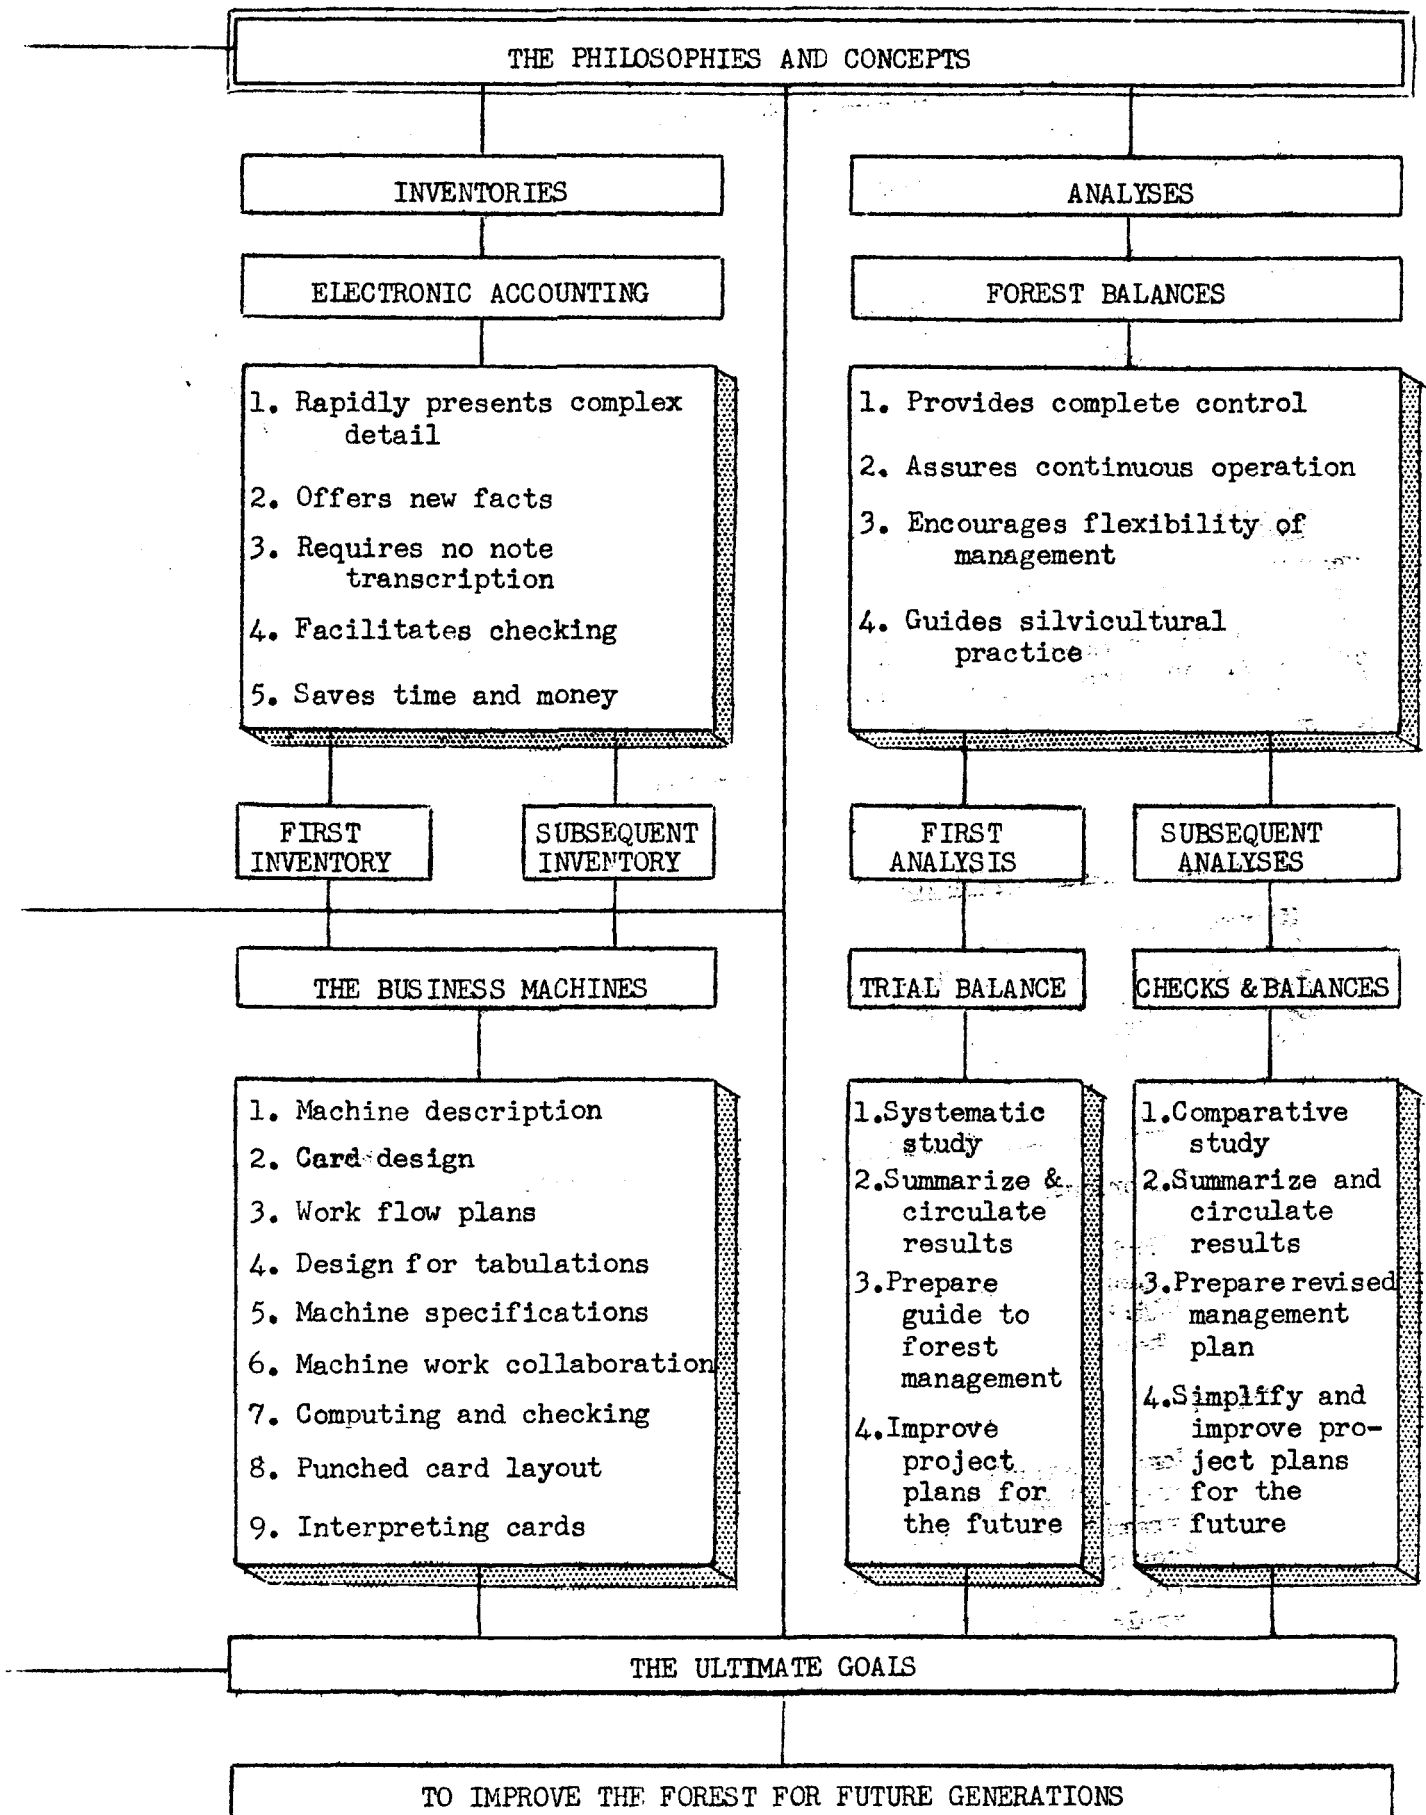 THE PHILOSOPHIES AND CONCEPTS
INVENTORIES
ELECTRONIC ACCOUNTING
1. Rapidly presents complex
detail
2. Offers new facts
3. Requires no note
transcription
4. Facilitates checking
5. Saves time and money
FIRST
INVENTORY
SUBSEQUENT
INVENTORY
THE BUSINESS MACHINES
1. Machine description
2. Card design
3. Work flow plans
4. Design for tabulations
5. Machine specifications
6. Machine work collaboration
7. Computing and checking
8. Punched card layout
9. Interpreting cards
ANALYSES
FOREST BALANCES
1. Provides complete control
2. Assures continuous operation
3. Encourages flexibility of
management
4. Guides silvicultural
practice
FIRST
ANALYSIS
TRIAL BALANCE
1.Systematic
study
2.Summarize &
circulate
results
3.Prepare
guide to
forest
management
4.Improve
project
plans for
the future
SUBSEQUENT
ANALYSES
CHECKS & BALANCES
1.Comparative
study
2.Summarize and
circulate
results
3.Prepare revised
management
plan
4.Simplify and
improve pro-
ject plans
for the
future
THE ULTIMATE GOALS
TO IMPROVE THE FOREST FOR FUTURE GENERATIONS